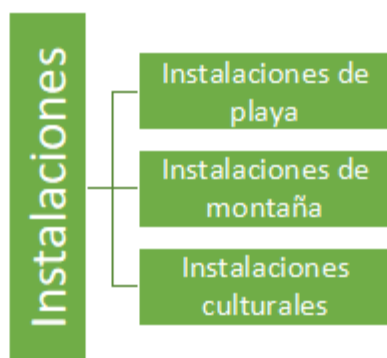 Instalaciones
Instalaciones de
playa
Instalaciones de
montaña
Instalaciones
culturales